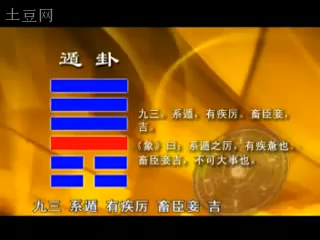 土豆网
遁 卦
九三，系遁，有疾厉，畜臣妾，
吉。
《象》曰：系遁之厉，有疾惫也。
畜臣妾吉，不可大事也。
九三 系遁 有疾厉 畜臣妾 吉